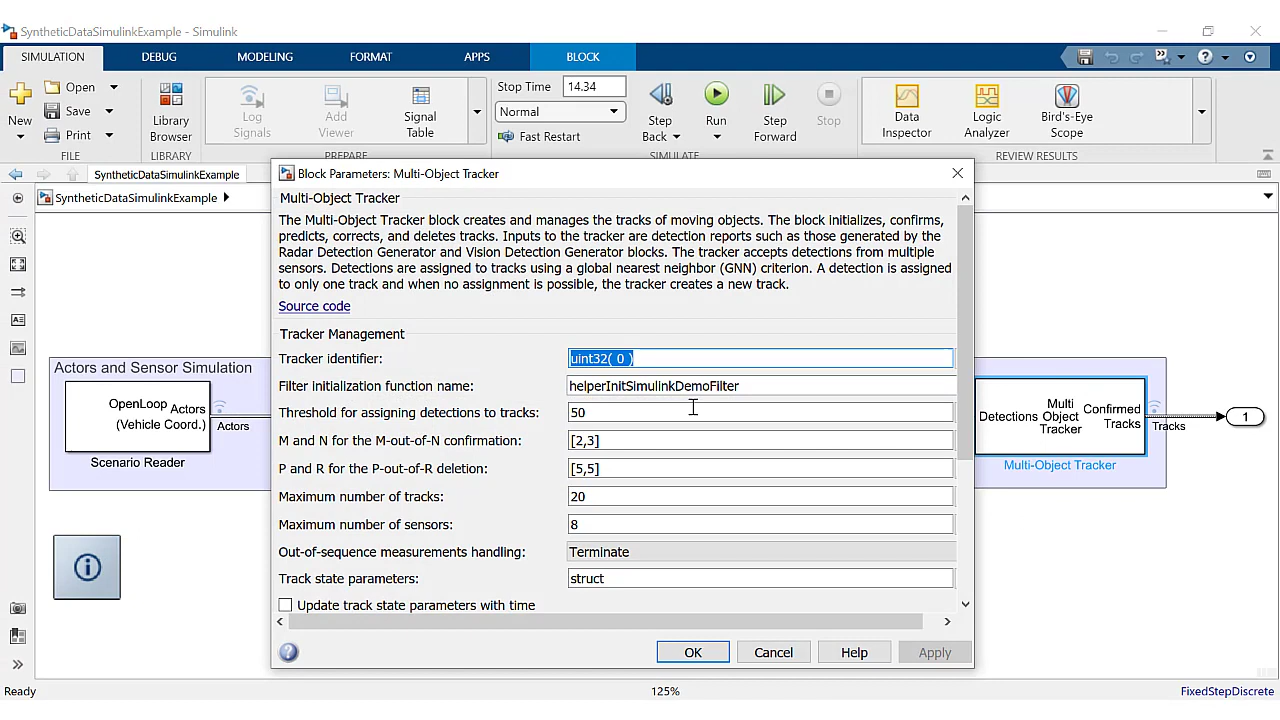 SyntheticDataSimulinkExample - Simulink
SIMULATION DEBUG MODELING FORMAT APPS BLOCK
New
Open
Save
Print
FILE
Library
Browser
LIBRARY
Log
Signals
Add
Viewer
Signal
Table
PREPARE
Stop Time 14.34
Normal
Fast Restart
Step
Back
Run
Step
Forward
Stop
SIMULATE
Data
Inspector
Logic
Analyzer
Bird's-Eye
Scope
REVIEW RESULTS
SyntheticDataSimulinkExample
SyntheticDataSimulinkExample
Block Parameters: Multi-Object Tracker
Multi-Object Tracker
The Multi-Object Tracker block creates and manages the tracks of moving objects. The block initializes, confirms,
predicts, corrects, and deletes tracks. Inputs to the tracker are detection reports such as those generated by the
Radar Detection Generator and Vision Detection Generator blocks. The tracker accepts detections from multiple
sensors. Detections are assigned to tracks using a global nearest neighbor (GNN) criterion. A detection is assigned
to only one track and when no assignment is possible, the tracker creates a new track.
Source code
Tracker Management
Tracker identifier: uint32( 0 )
Filter initialization function name: helperInitSimulinkDemoFilter
Threshold for assigning detections to tracks: 50
M and N for the M-out-of-N confirmation: [2,3]
P and R for the P-out-of-R deletion: [5,5]
Maximum number of tracks: 20
Maximum number of sensors: 8
Out-of-sequence measurements handling: Terminate
Track state parameters: struct
Update track state parameters with time
OK Cancel Help Apply
Actors and Sensor Simulation
OpenLoop
(Vehicle Coord.)
Actors
Actors
Scenario Reader
Detections
Multi
Object
Tracker
Confirmed
Tracks
Tracks
1
Multi-Object Tracker
Ready 125% FixedStepDiscrete